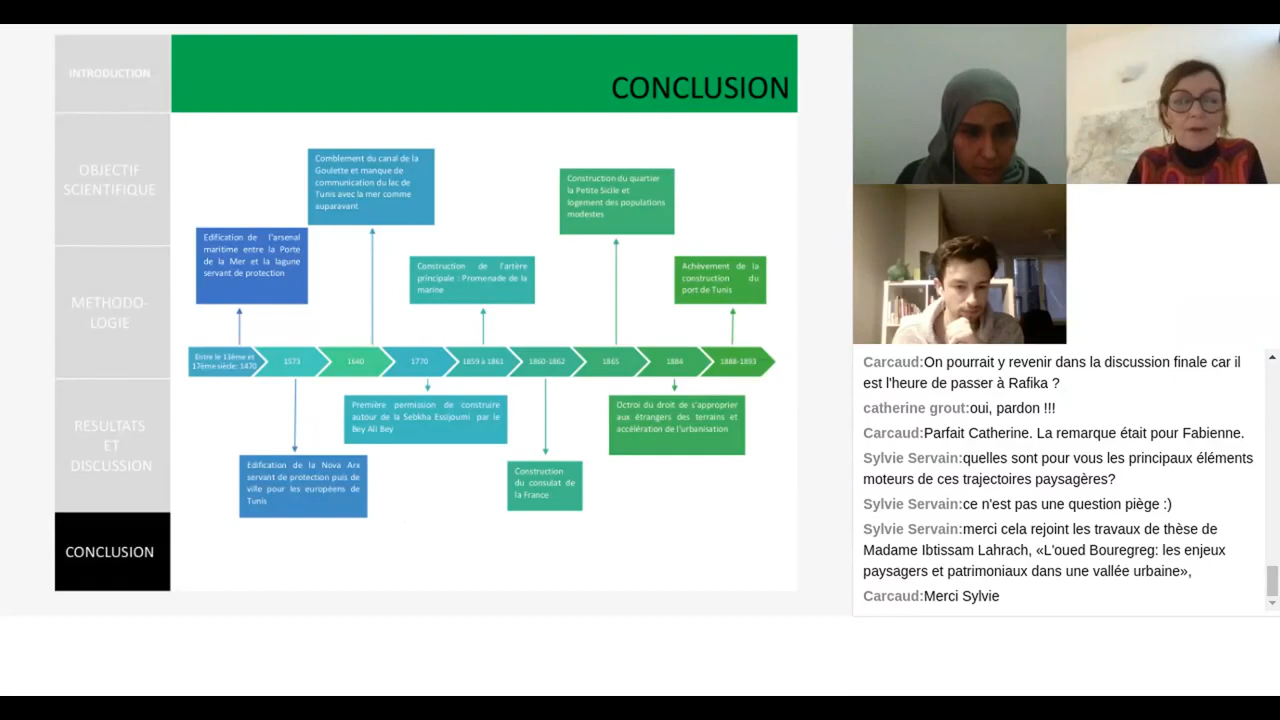 INTRODUCTION
OBJECTIF
SCIENTIFIQUE
METHODO-
LOGIE
RESULTATS
ET
DISCUSSION
CONCLUSION
CONCLUSION
Comblement du canal de la
Goulette et manque de
communication du lac de
Tunis avec la mer comme
auparavant
Construction du quartier
la Petite Sicile et
logement des populations
modestes
Edification de l'arsenal
maritime entre la Porte
de la Mer et la lagune
servant de protection
Construction de l'artère
principale : Promenade de la
marine
Achèvement de la
construction du
port de Tunis
Entre le 13ème et
17ème siècle: 1470
1573
1640
1770
1859 à 1861
1860-1862
1865
1884
1888-1893
Première permission de construire
autour de la Sebkha Essijoumi par le
Bey Ali Bey
Octroi du droit de s'approprier
aux étrangers des terrains et
accélération de l'urbanisation
Edification de la Nova Arx
servant de protection puis de
ville pour les européens de
Tunis
Construction
du consulat de
la France
Carcaud:On pourrait y revenir dans la discussion finale car il
est l'heure de passer à Rafika ?
catherine grout:oui, pardon !!!
Carcaud:Parfait Catherine. La remarque était pour Fabienne.
Sylvie Servain:quelles sont pour vous les principaux éléments
moteurs de ces trajectoires paysagères?
Sylvie Servain:ce n'est pas une question piège :)
Sylvie Servain:merci cela rejoint les travaux de thèse de
Madame Ibtissam Lahrach, «L'oued Bouregreg: les enjeux
paysagers et patrimoniaux dans une vallée urbaine»,
Carcaud:Merci Sylvie